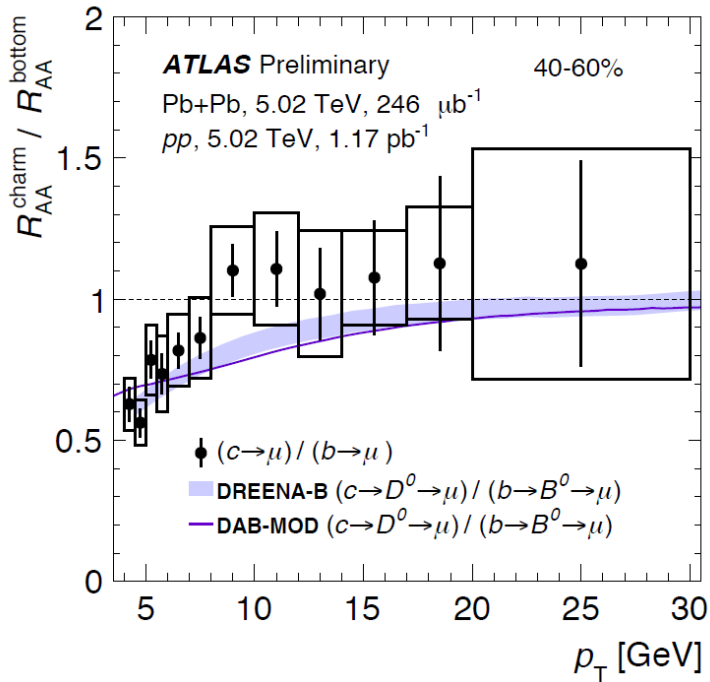 ATLAS Preliminary
40-60%
Pb+Pb, 5.02 TeV, 246 μb⁻¹
pp, 5.02 TeV, 1.17 pb⁻¹
R_AA^charm / R_AA^bottom
2
1.5
1
0.5
0
(c→μ) / (b→μ)
DREENA-B (c→D⁰→μ) / (b→B⁰→μ)
DAB-MOD (c→D⁰→μ) / (b→B⁰→μ)
5 10 15 20 25 30
p_T [GeV]